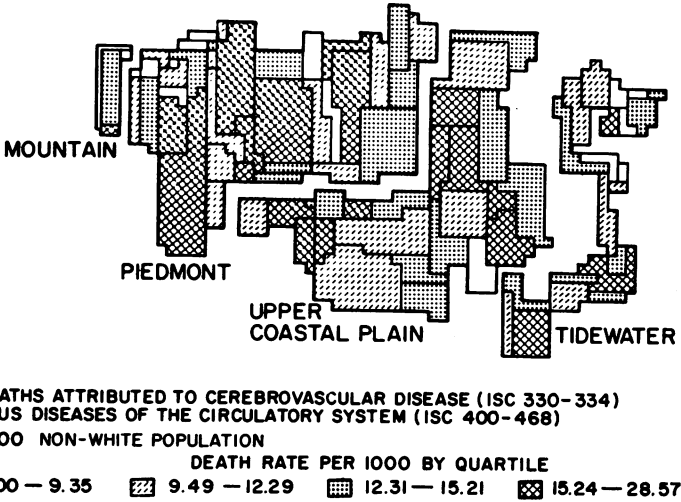 MOUNTAIN
PIEDMONT
UPPER
COASTAL PLAIN
TIDEWATER
ATHS ATTRIBUTED TO CEREBROVASCULAR DISEASE (ISC 330-334)
US DISEASES OF THE CIRCULATORY SYSTEM (ISC 400-468)
00 NON-WHITE POPULATION
DEATH RATE PER 1000 BY QUARTILE
00 — 9.35 9.49 — 12.29 12.31 — 15.21 15.24 — 28.57